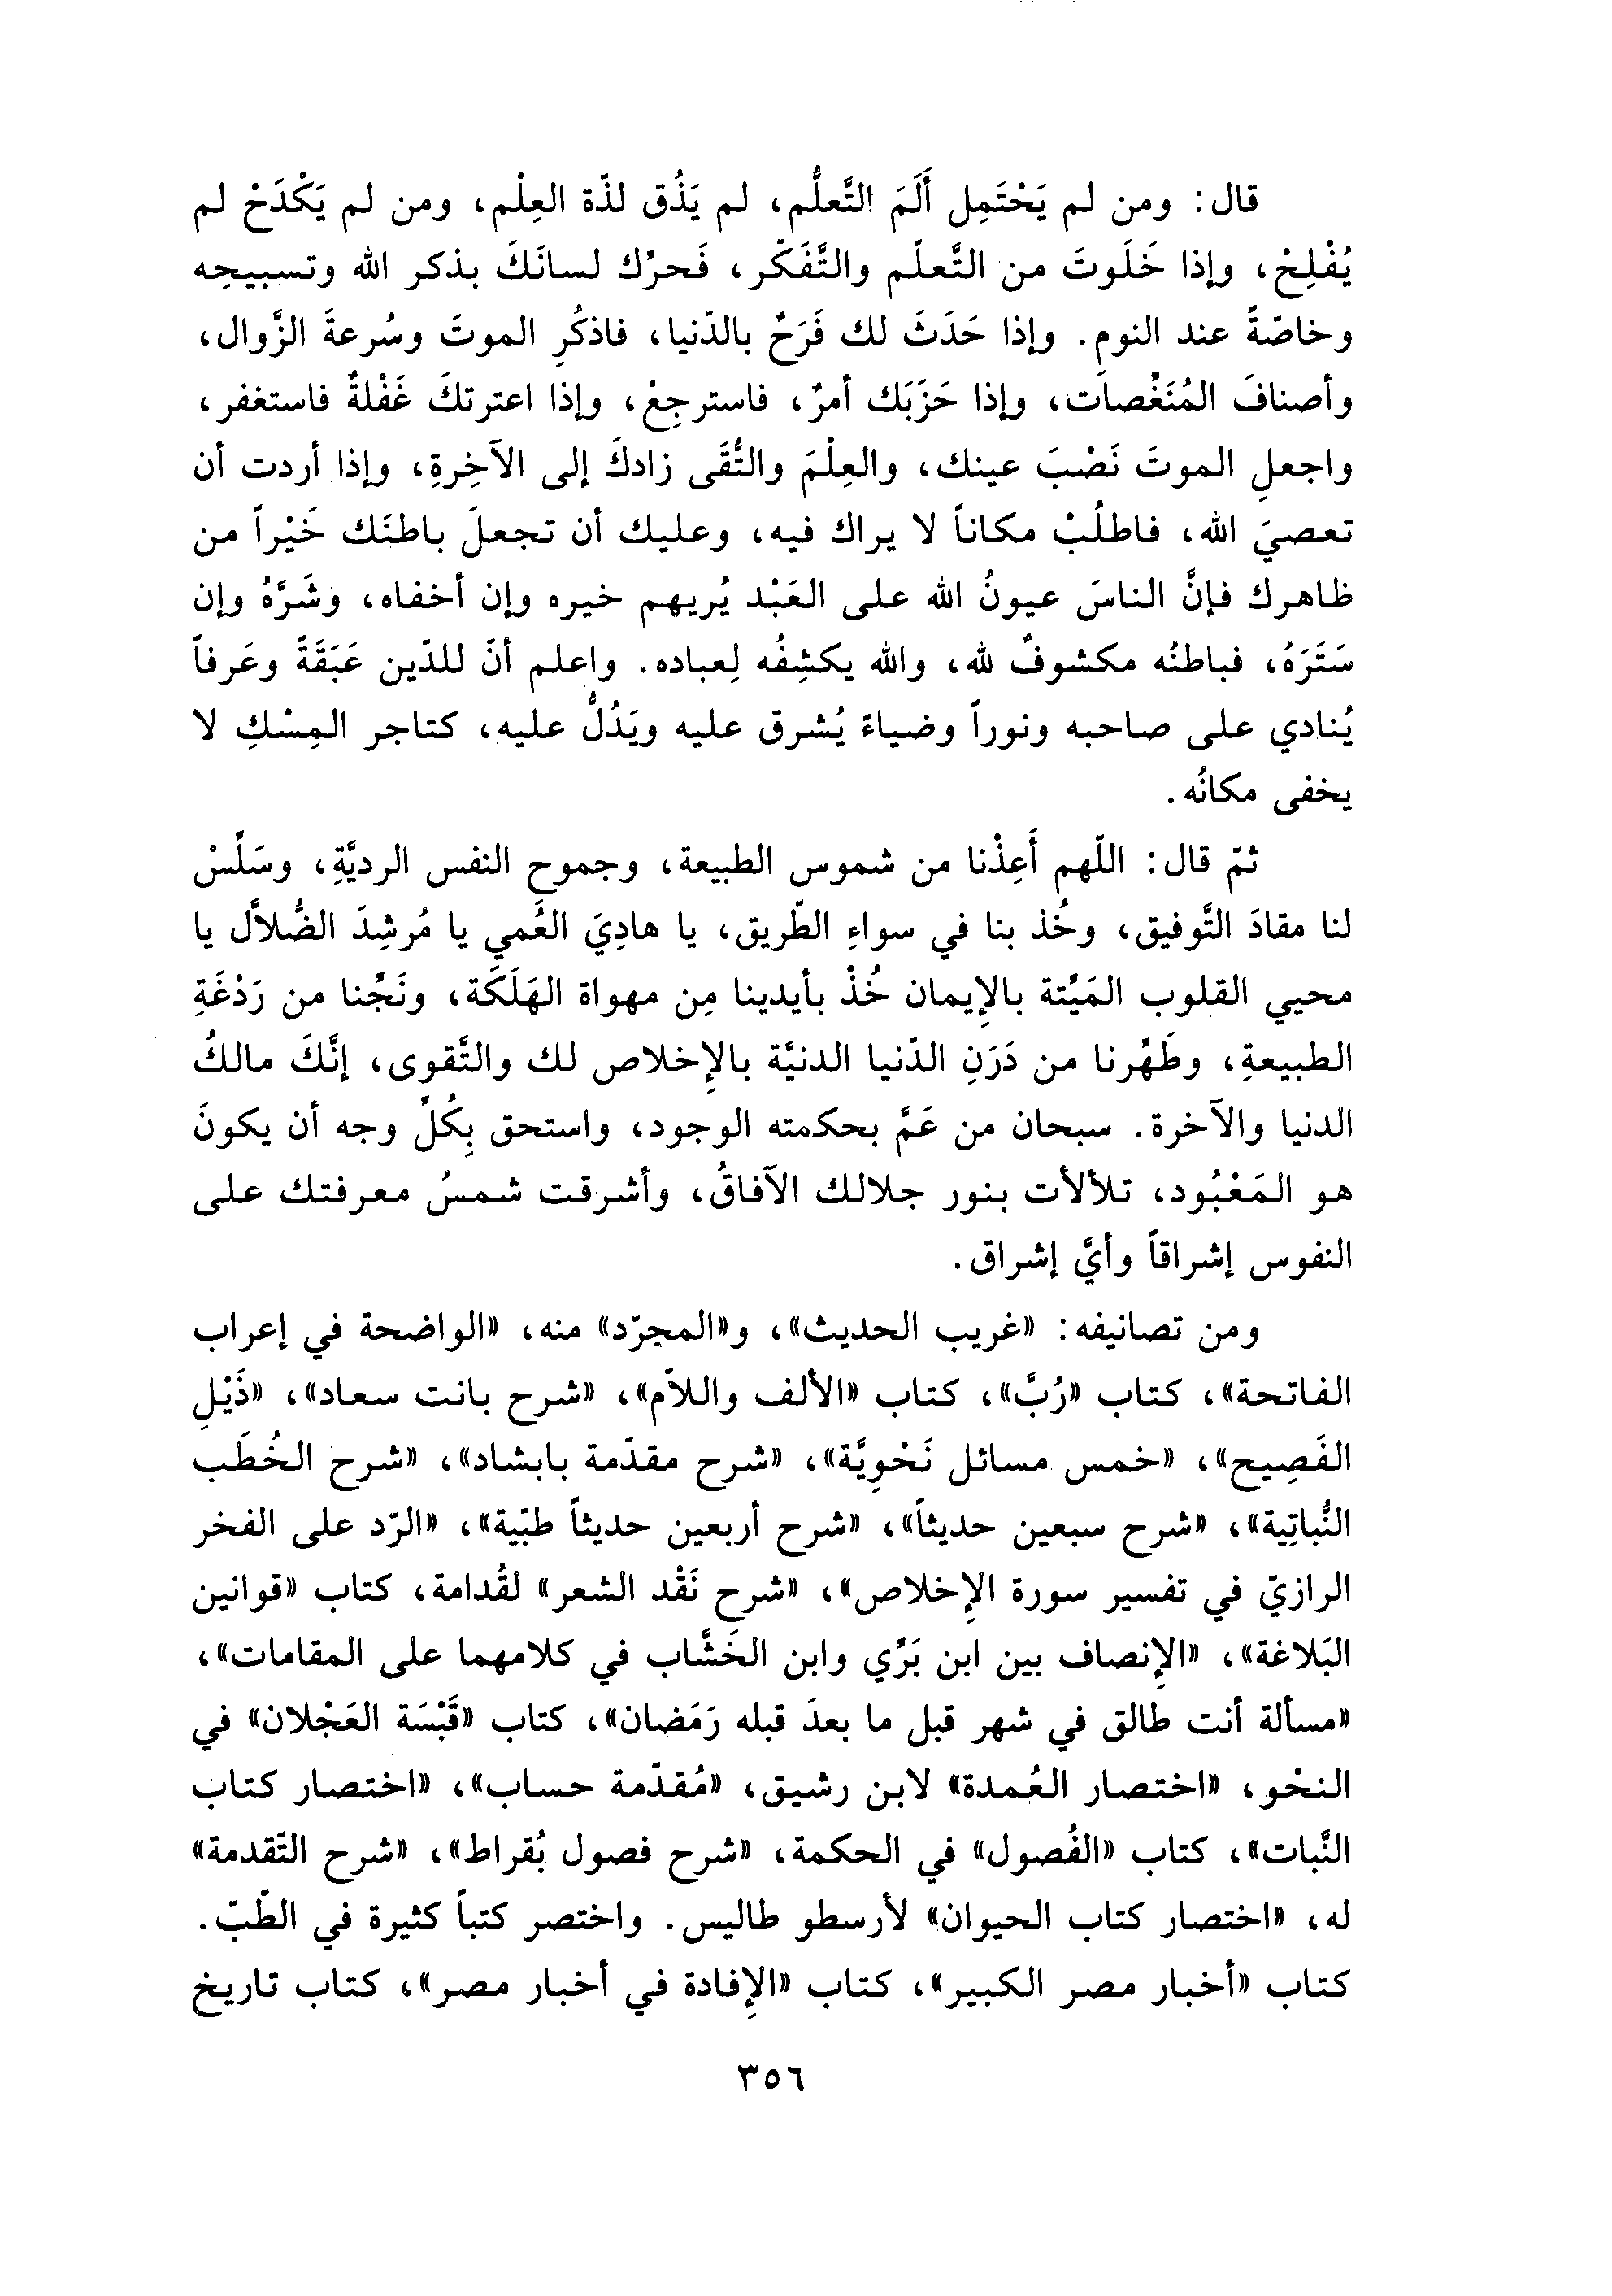 قال: ومن لم يَحْتَمِل أَلَمَ التَّعلُّم، لم يَذُق لذّة العِلْم، ومن لم يَكْدَحْ لم
يُفْلِحْ، وإذا خَلَوتَ من التَّعلّم والتَّفَكّر، فَحرِّك لسانَكَ بذكر الله وتسبيحِه
وخاصّةً عند النومِ. وإذا حَدَثَ لك فَرَحٌ بالدّنيا، فاذكُرِ الموتَ وسُرعةَ الزَّوال،
وأصنافَ المُنَغِّصات، وإذا حَزَبَك أمرٌ، فاسترجِعْ، وإذا اعترتكَ غَفْلةٌ فاستغفر،
واجعلِ الموتَ نَصْبَ عينك، والعِلْمَ والتُّقَى زادكَ إلى الآخِرةِ، وإذا أردت أن
تعصيَ الله، فاطلُبْ مكاناً لا يراك فيه، وعليك أن تجعلَ باطنَك خَيْراً من
ظاهرك فإنَّ الناسَ عيونُ الله على العَبْد يُريهم خيره وإن أخفاه، وشَرَّهُ وإن
سَتَرَهُ، فباطنُه مكشوفٌ لله، والله يكشِفُه لِعباده. واعلم أنّ للدّين عَبَقَةً وعَرفاً
يُنادي على صاحبه ونوراً وضياءً يُشرق عليه ويَدُلُّ عليه، كتاجر المِسْكِ لا
يخفى مكانُه.
ثمّ قال: اللّهم أَعِذْنا من شموس الطبيعة، وجموح النفس الرديَّةِ، وسَلِّسْ
لنا مقادَ التَّوفيق، وخُذ بنا في سواءِ الطّريق، يا هادِيَ العُمي يا مُرشِدَ الضُّلاَّل يا
محيي القلوب المَيِّتة بالإِيمان خُذْ بأيدينا مِن مهواة الهَلَكَة، ونَجِّنا من رَدْغَةِ
الطبيعةِ، وطَهِّرنا من دَرَنِ الدّنيا الدنيَّة بالإِخلاص لك والتَّقوى، إنَّكَ مالكُ
الدنيا والآخرة. سبحان من عَمَّ بحكمته الوجود، واستحق بِكُلِّ وجه أن يكونَ
هو المَعْبُود، تلألأت بنور جلالك الآفاقُ، وأشرقت شمسُ معرفتك على
النفوس إشراقاً وأيَّ إشراق.
ومن تصانيفه: «غريب الحديث»، و«المجرّد» منه، «الواضحة في إعراب
الفاتحة»، كتاب «رُبَّ»، كتاب «الألف واللاّم»، «شرح بانت سعاد»، «ذَيْلِ
الفَصِيح»، «خمس مسائل نَحْوِيَّة»، «شرح مقدّمة بابشاد»، «شرح الخُطَب
النُّباتِية»، «شرح سبعين حديثاً»، «شرح أربعين حديثاً طبّية»، «الرّد على الفخر
الرازيّ في تفسير سورة الإِخلاص»، «شرح نَقْد الشعر» لقُدامة، كتاب «قوانين
البَلاغة»، «الإِنصاف بين ابن بَرِّي وابن الخَشَّاب في كلامهما على المقامات»،
«مسألة أنت طالق في شهر قبل ما بعدَ قبله رَمَضان»، كتاب «قَبْسَة العَجْلان» في
النحْو، «اختصار العُمدة» لابن رشيق، «مُقدّمة حساب»، «اختصار كتاب
النَّبات»، كتاب «الفُصول» في الحكمة، «شرح فصول بُقراط»، «شرح التّقدمة»
له، «اختصار كتاب الحيوان» لأرسطو طاليس. واختصر كتباً كثيرة في الطّبّ.
كتاب «أخبار مصر الكبير»، كتاب «الإِفادة في أخبار مصر»، كتاب تاريخ
٣٥٦